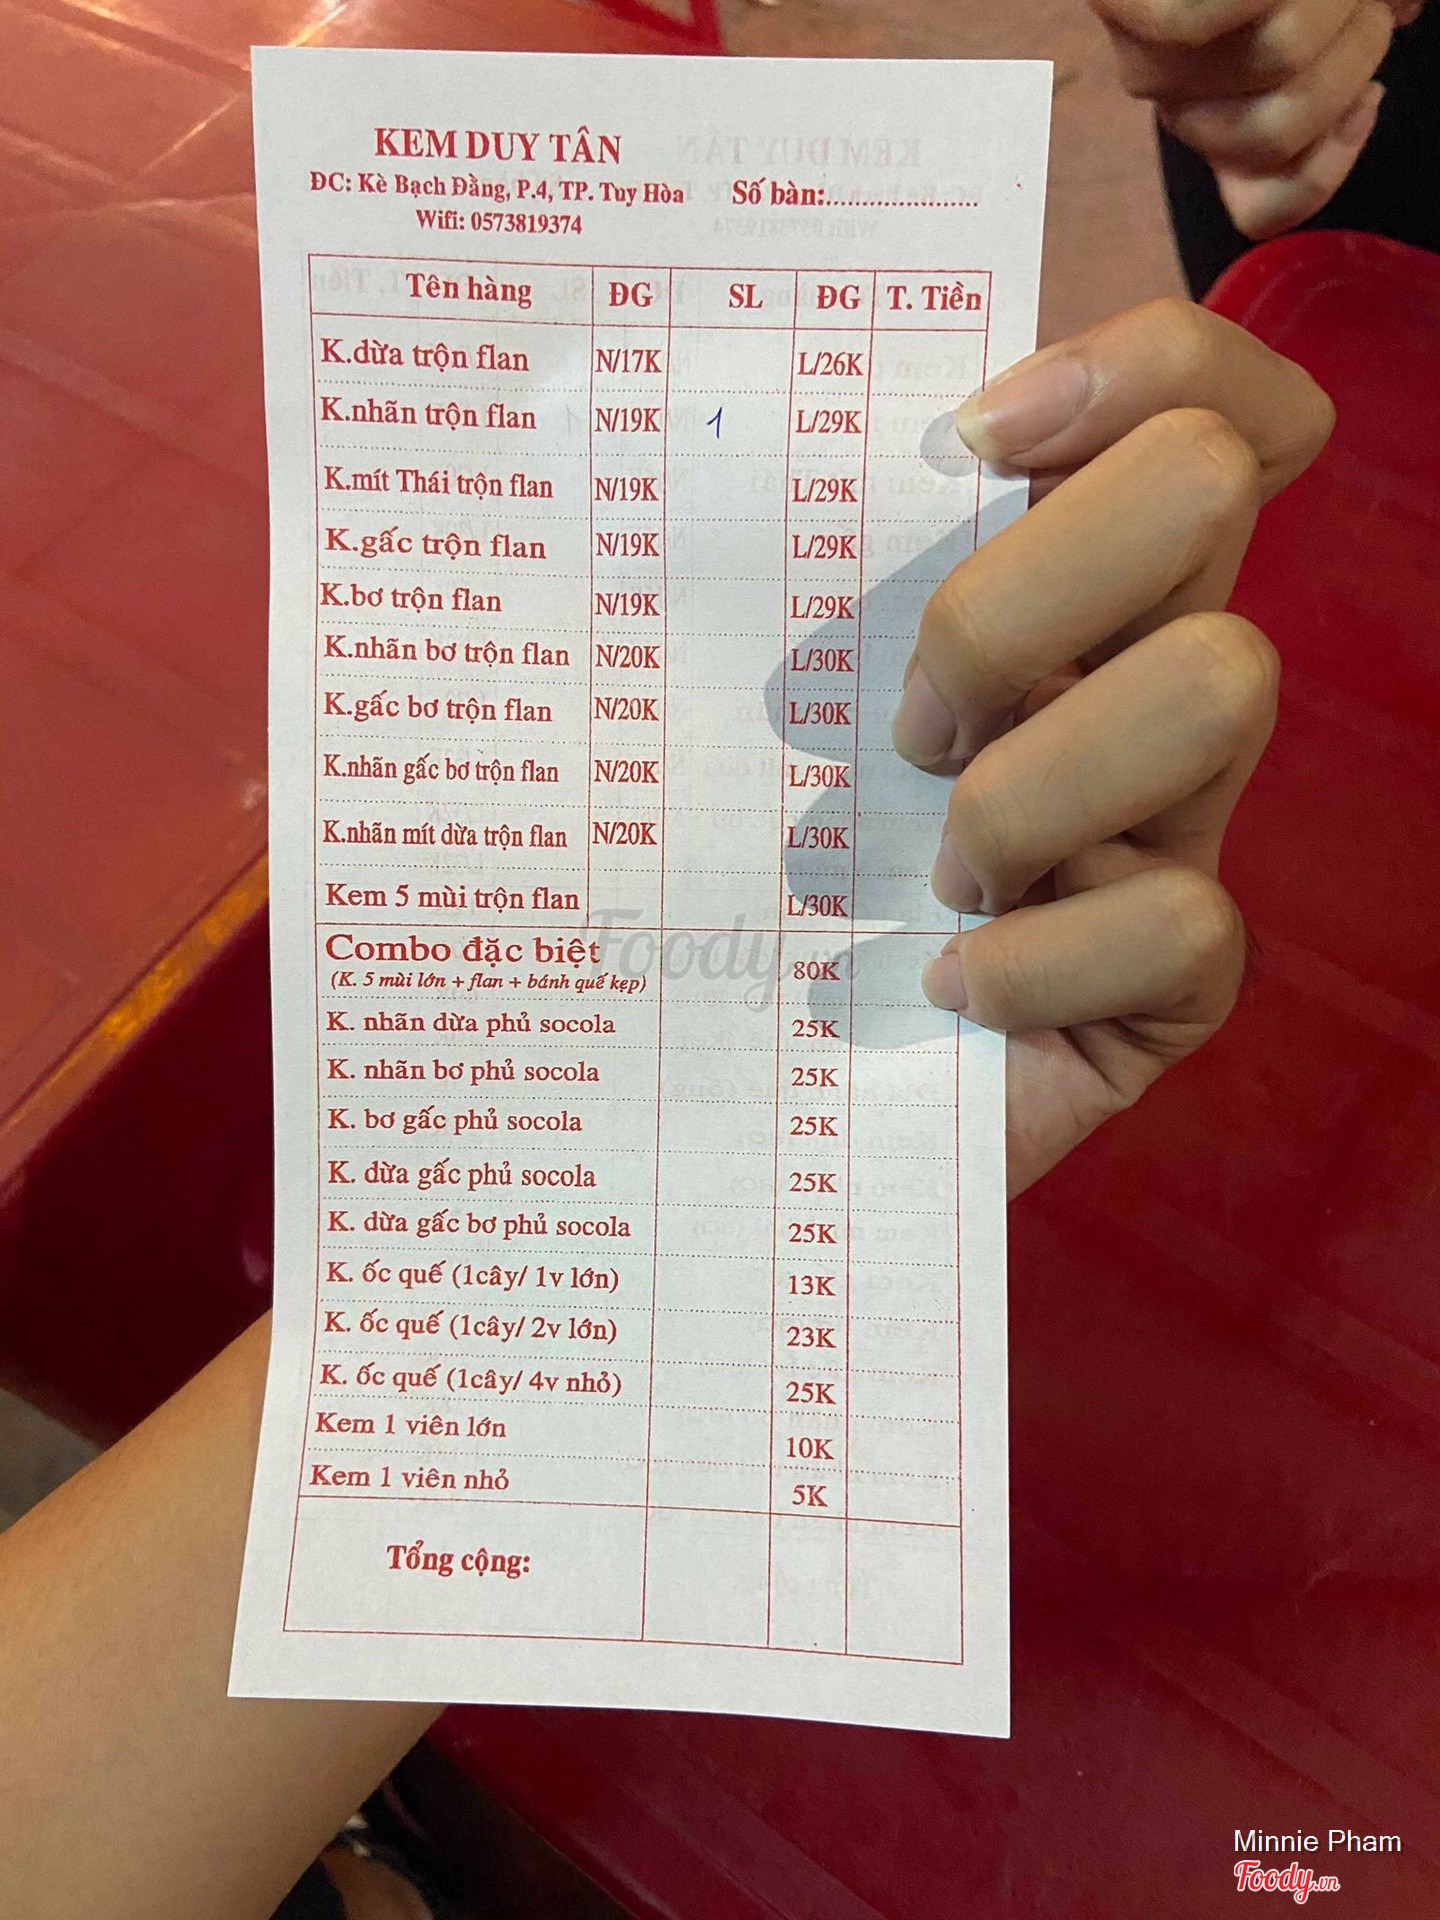 KEM DUY TÂN
ĐC: Kè Bạch Đằng, P.4, TP. Tuy Hòa Số bàn:....................
Wifi: 0573819374
Tên hàng ĐG SL ĐG T. Tiền
K.dừa trộn flan N/17K L/26K
K.nhãn trộn flan N/19K 1 L/29K
K.mít Thái trộn flan N/19K L/29K
K.gấc trộn flan N/19K L/29K
K.bơ trộn flan N/19K L/29K
K.nhãn bơ trộn flan N/20K L/30K
K.gấc bơ trộn flan N/20K L/30K
K.nhãn gấc bơ trộn flan N/20K L/30K
K.nhãn mít dừa trộn flan N/20K L/30K
Kem 5 mùi trộn flan L/30K
Combo đặc biệt 80K
(K. 5 mùi lớn + flan + bánh quế kẹp)
K. nhãn dừa phủ socola 25K
K. nhãn bơ phủ socola 25K
K. bơ gấc phủ socola 25K
K. dừa gấc phủ socola 25K
K. dừa gấc bơ phủ socola 25K
K. ốc quế (1cây/ 1v lớn) 13K
K. ốc quế (1cây/ 2v lớn) 23K
K. ốc quế (1cây/ 4v nhỏ) 25K
Kem 1 viên lớn 10K
Kem 1 viên nhỏ 5K
Tổng cộng:
Foody.vn
Minnie Pham
Foody.vn